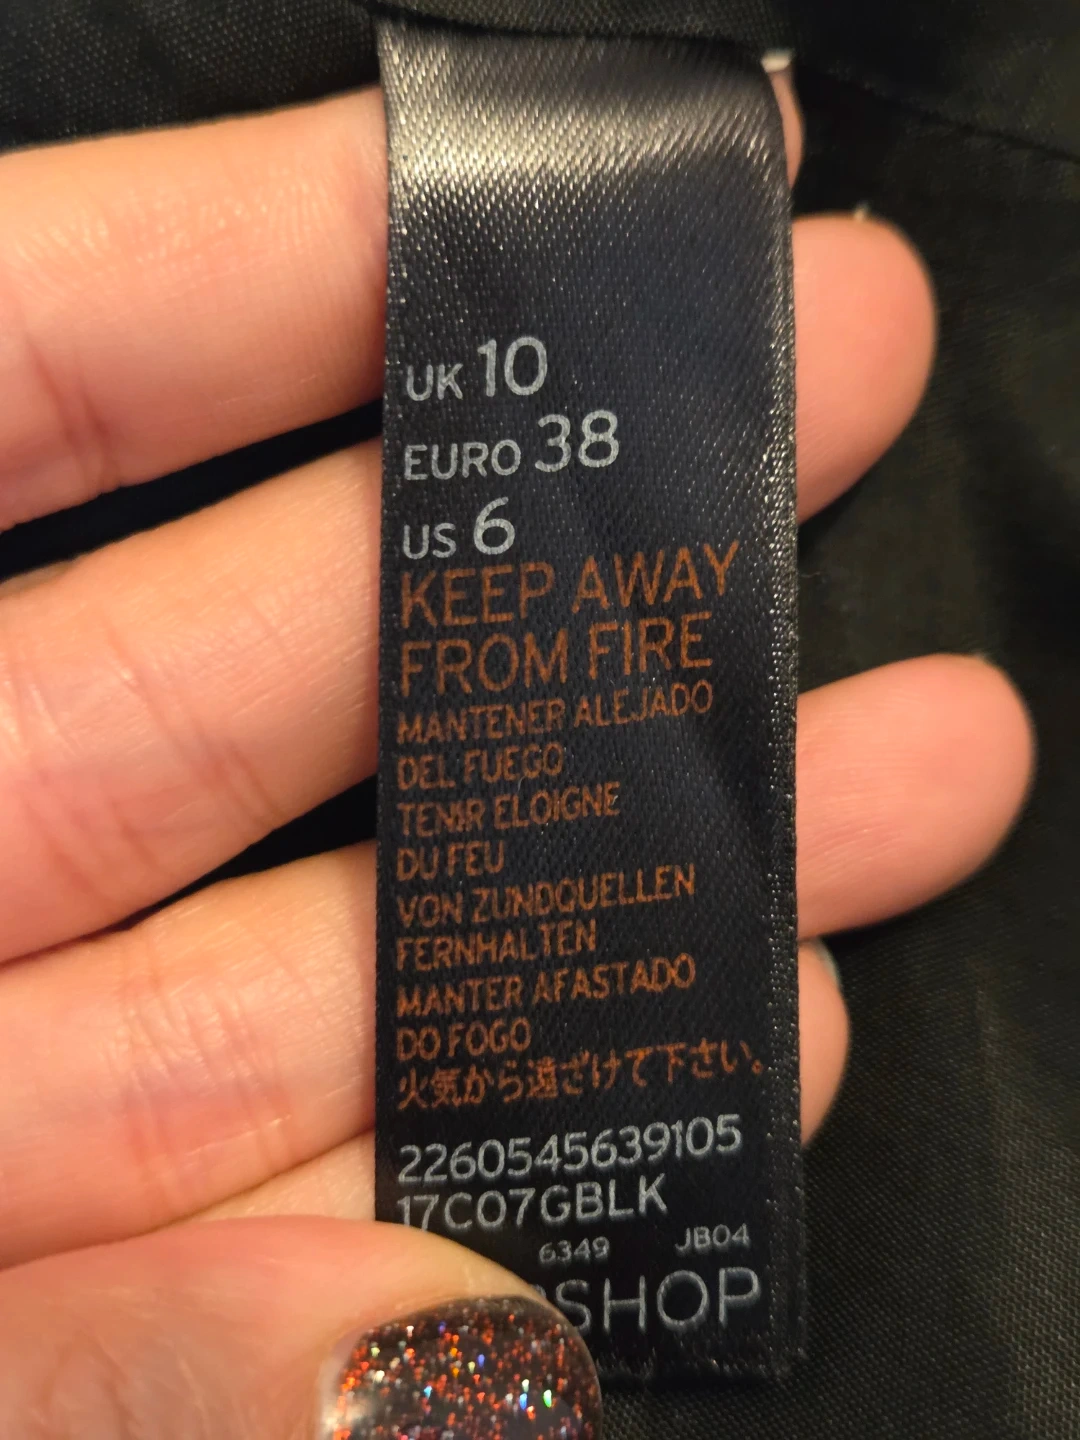 UK 10
EURO 38
US 6
KEEP AWAY
FROM FIRE
MANTENER ALEJADO
DEL FUEGO
TENIR ELOIGNE
DU FEU
VON ZUNDQUELLEN
FERNHALTEN
MANTER AFASTADO
DO FOGO
火気から遠ざけて下さい。
2260545639105
17C07GBLK
6349 JB04
SHOP